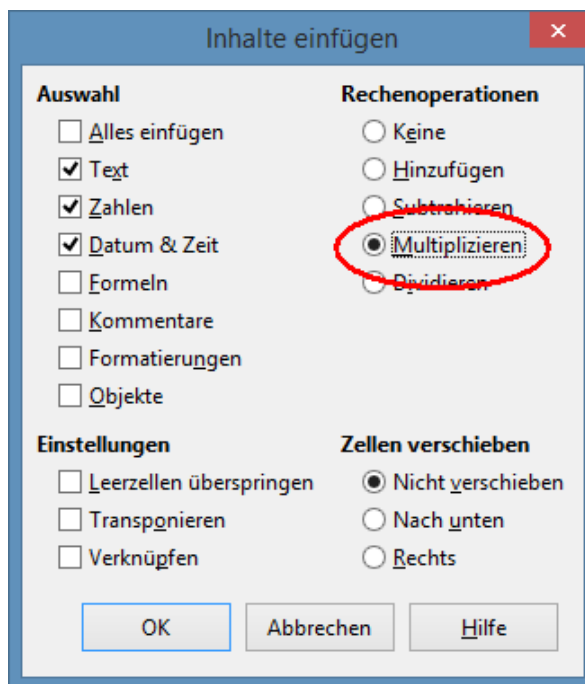 Inhalte einfügen
Auswahl
Alles einfügen
Text
Zahlen
Datum & Zeit
Formeln
Kommentare
Formatierungen
Objekte
Rechenoperationen
Keine
Hinzufügen
Subtrahieren
Multiplizieren
Dividieren
Einstellungen
Leerzellen überspringen
Transponieren
Verknüpfen
Zellen verschieben
Nicht verschieben
Nach unten
Rechts
OK
Abbrechen
Hilfe